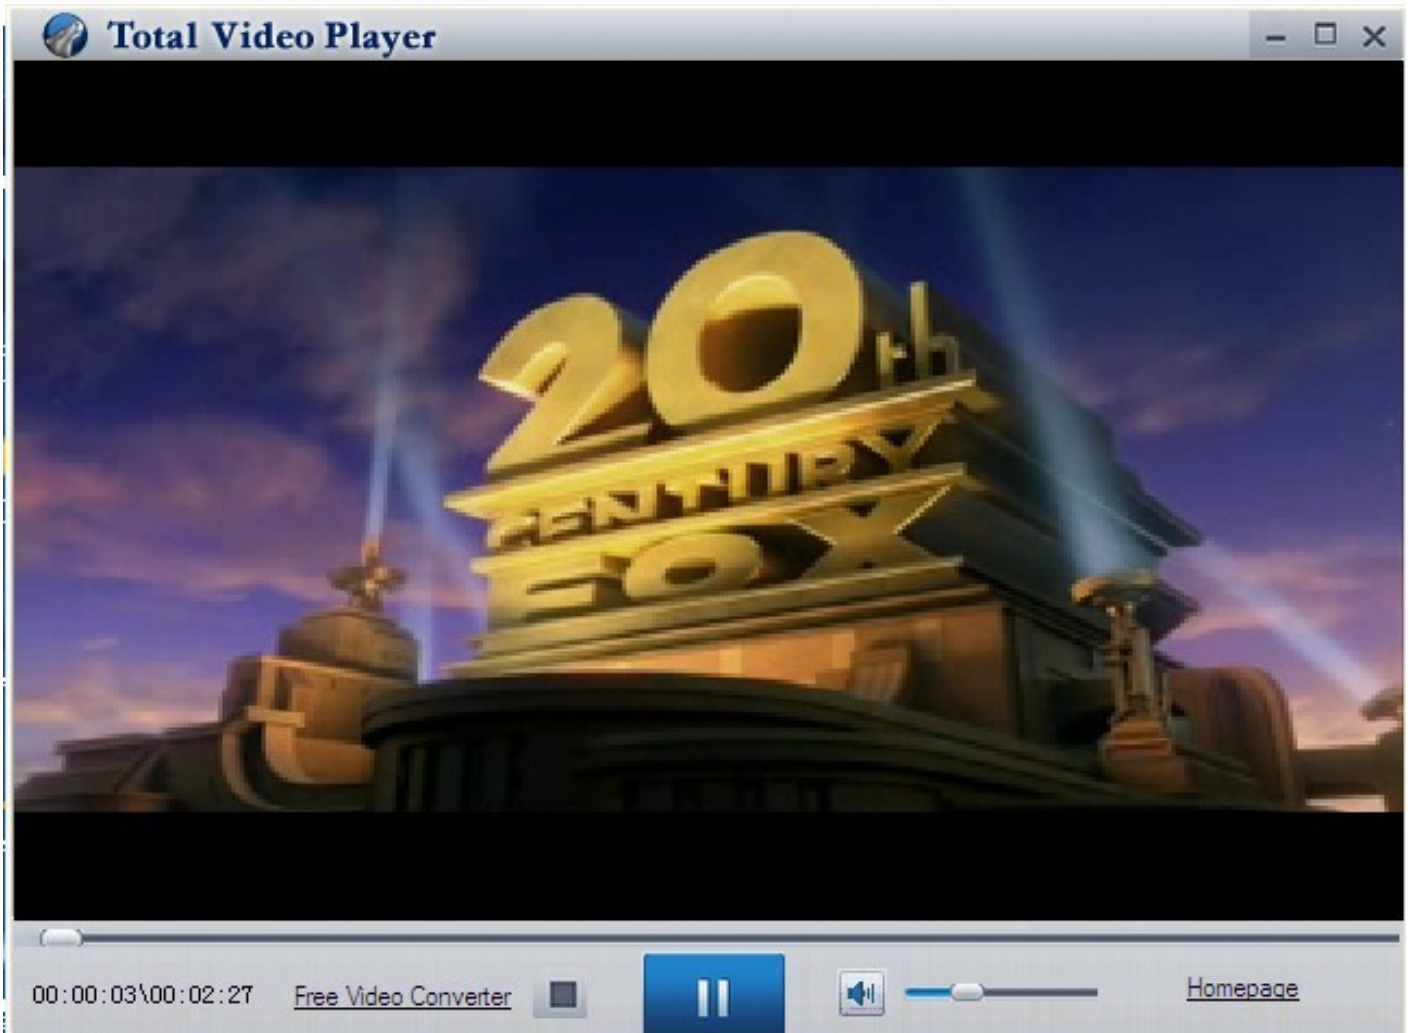 Total Video Player
20th
CENTURY
FOX
00:00:03\00:02:27
Free Video Converter
Homepage